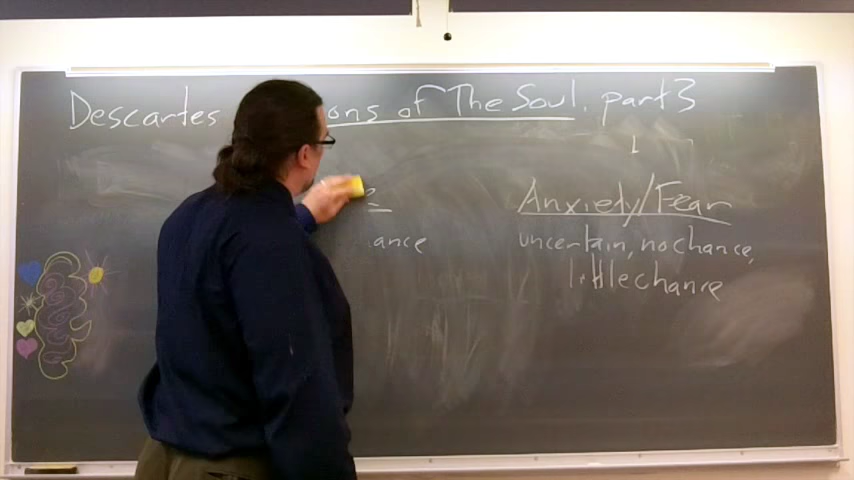 Descartes ons of The Soul, part 3
Anxiety/Fear
ance
uncertain, no chance,
little chance